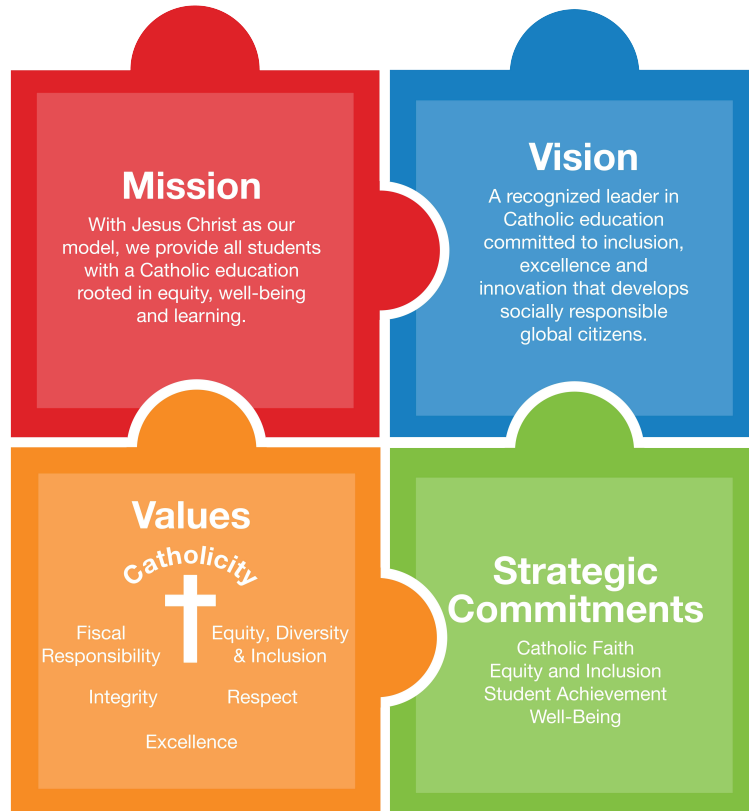 Mission
With Jesus Christ as our
model, we provide all students
with a Catholic education
rooted in equity, well-being
and learning.
Vision
A recognized leader in
Catholic education
committed to inclusion,
excellence and
innovation that develops
socially responsible
global citizens.
Values
Catholicity
Fiscal
Responsibility
Equity, Diversity
& Inclusion
Integrity
Respect
Excellence
Strategic
Commitments
Catholic Faith
Equity and Inclusion
Student Achievement
Well-Being